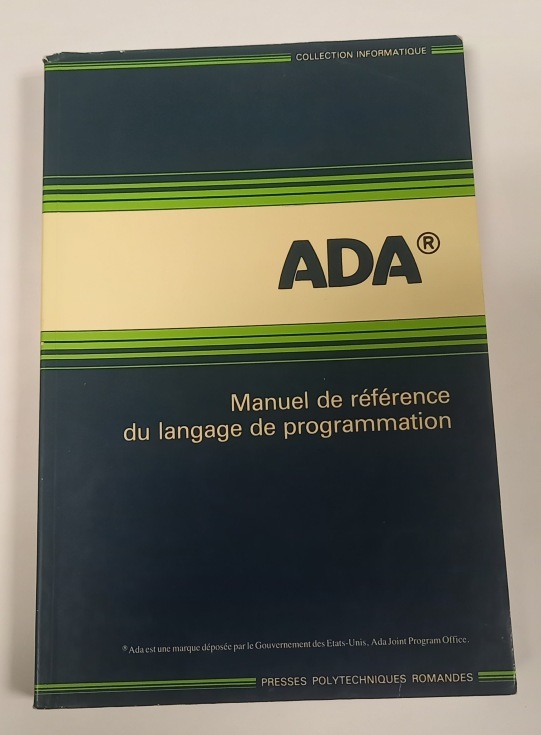 COLLECTION INFORMATIQUE
ADA®
Manuel de référence
du langage de programmation
® Ada est une marque déposée par le Gouvernement des Etats-Unis, Ada Joint Program Office.
PRESSES POLYTECHNIQUES ROMANDES